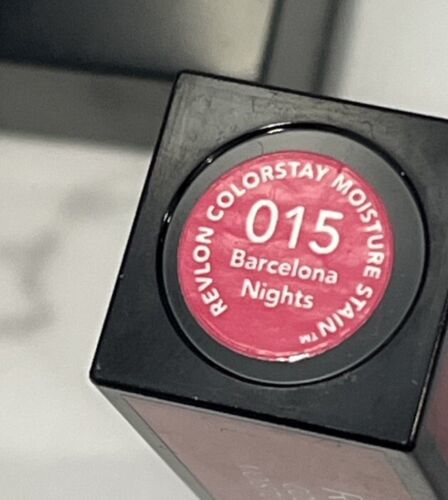 REVLON COLORSTAY MOISTURE STAIN™
015
Barcelona
Nights